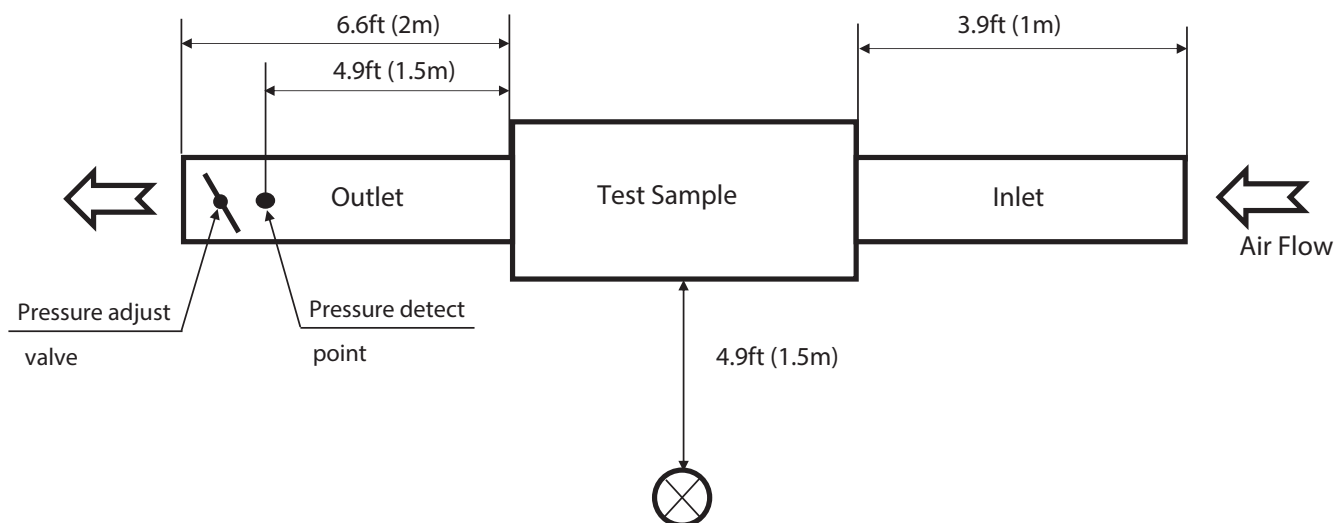 6.6ft (2m)
3.9ft (1m)
4.9ft (1.5m)
Outlet
Test Sample
Inlet
Air Flow
Pressure adjust
valve
Pressure detect
point
4.9ft (1.5m)